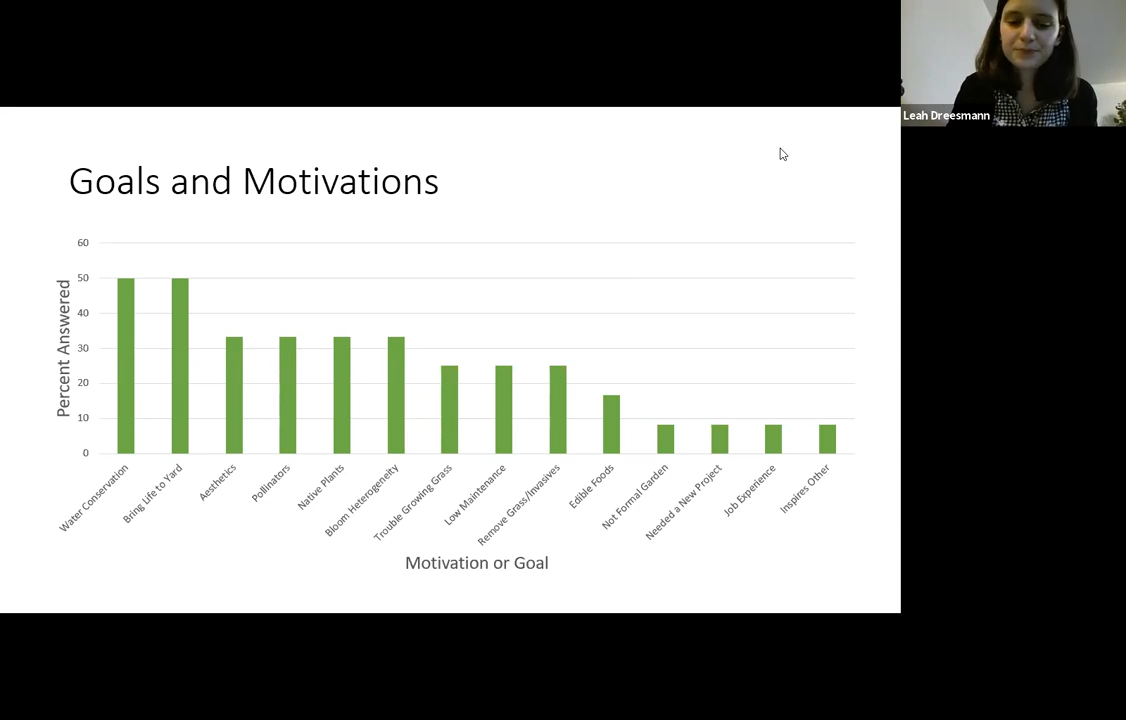 Leah Dreesmann
Goals and Motivations
60
50
40
30
20
10
0
Percent Answered
Water Conservation
Bring Life to Yard
Aesthetics
Pollinators
Native Plants
Bloom Heterogeneity
Trouble Growing Grass
Low Maintenance
Remove Grass/Invasives
Edible Foods
Not Formal Garden
Needed a New Project
Job Experience
Inspires Other
Motivation or Goal